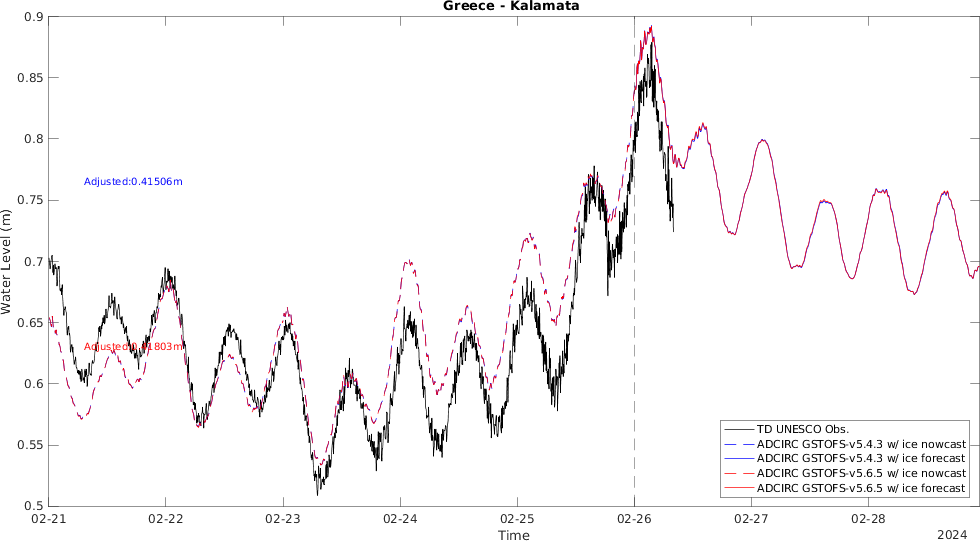 Greece - Kalamata
0.9
0.85
0.8
0.75
0.7
0.65
0.6
0.55
0.5
Water Level (m)
Adjusted:0.41506m
Adjusted:0.41803m
TD UNESCO Obs.
ADCIRC GSTOFS-v5.4.3 w/ ice nowcast
ADCIRC GSTOFS-v5.4.3 w/ ice forecast
ADCIRC GSTOFS-v5.6.5 w/ ice nowcast
ADCIRC GSTOFS-v5.6.5 w/ ice forecast
02-21 02-22 02-23 02-24 02-25 02-26 02-27 02-28
Time
2024